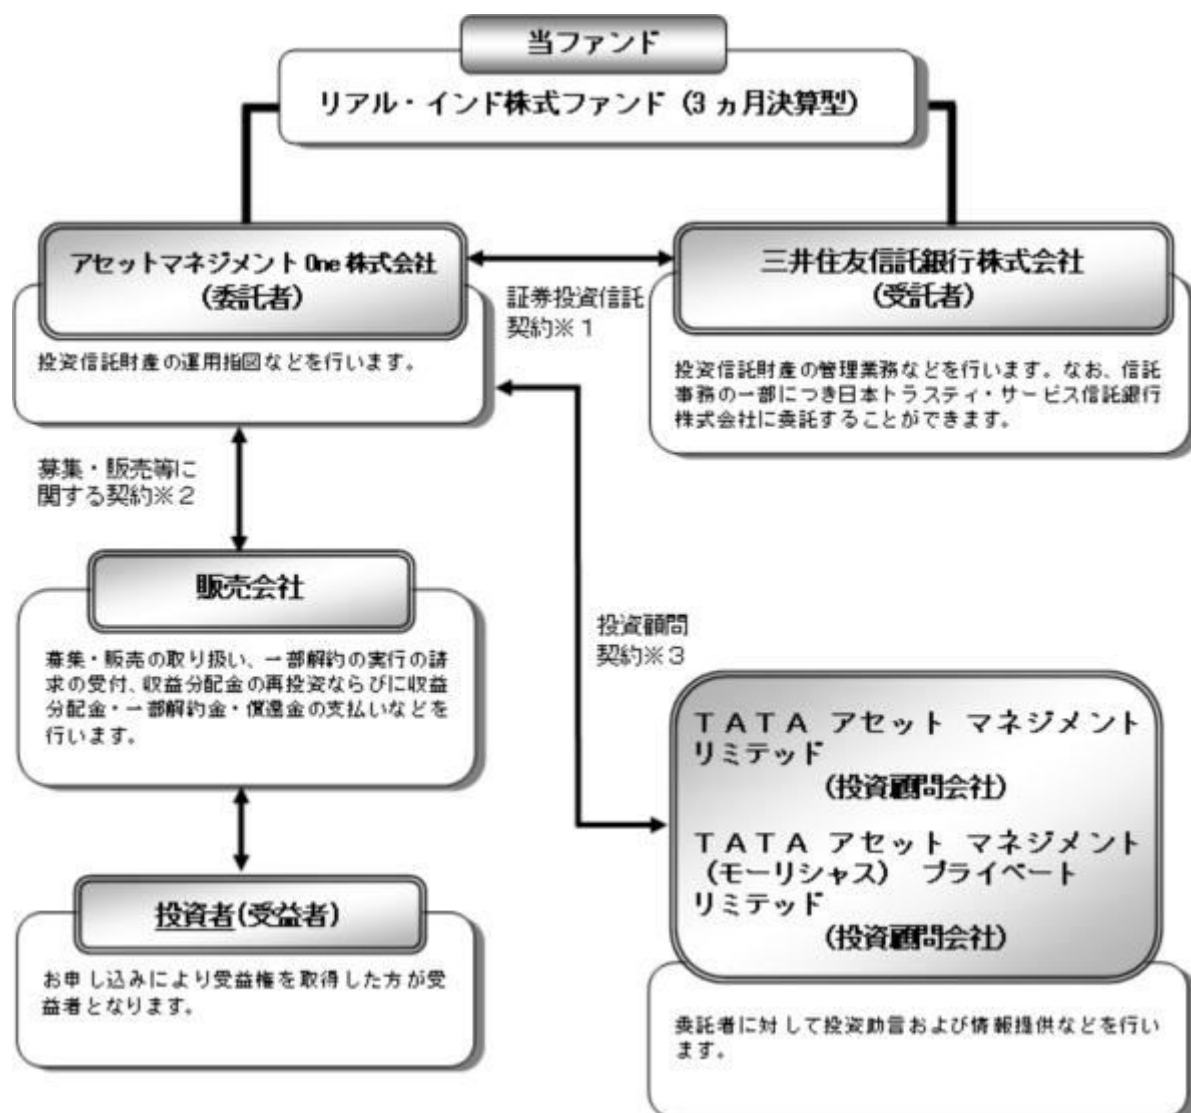 当ファンド
リアル・インド株式ファンド（3ヵ月決算型）
アセットマネジメントOne株式会社
（委託者）
投資信託財産の運用指図などを行います。
証券投資信託
契約※１
三井住友信託銀行株式会社
（受託者）
投資信託財産の管理業務などを行います。なお、信託
事務の一部につき日本トラスティ・サービス信託銀行
株式会社に委託することができます。
募集・販売等に
関する契約※２
販売会社
募集・販売の取り扱い、一部解約の実行の請
求の受付、収益分配金の再投資ならびに収益
分配金・一部解約金・償還金の支払いなどを
行います。
投資顧問
契約※３
ＴＡＴＡ アセット マネジメント
リミテッド
（投資顧問会社）
ＴＡＴＡ アセット マネジメント
（モーリシャス） プライベート
リミテッド
（投資顧問会社）
委託者に対して投資助言および情報提供などを行い
ます。
投資者(受益者)
お申し込みにより受益権を取得した方が受
益者となります。